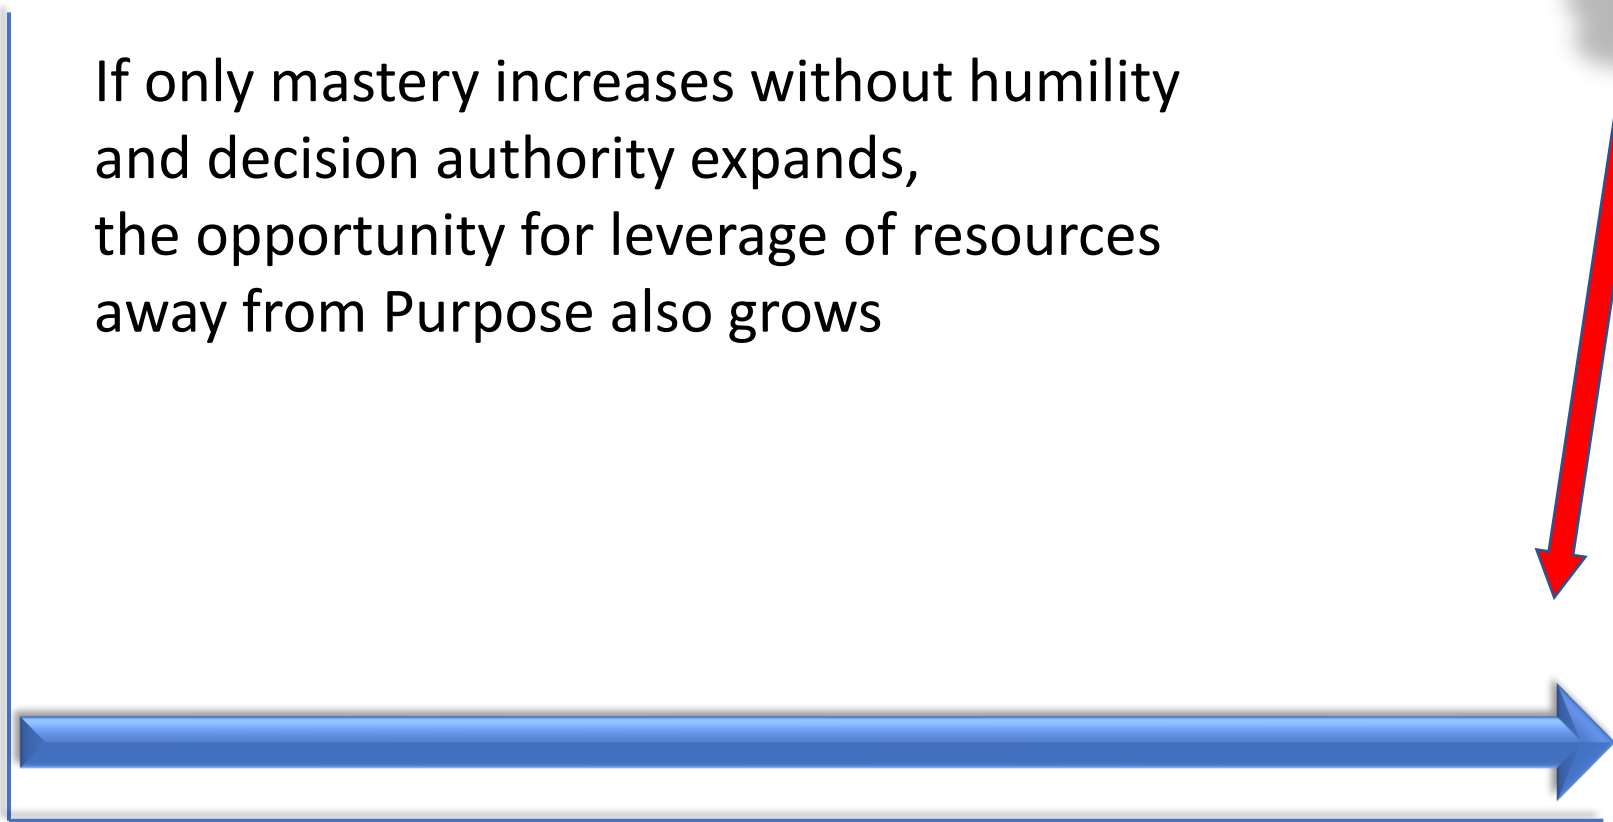 If only mastery increases without humility
and decision authority expands,
the opportunity for leverage of resources
away from Purpose also grows